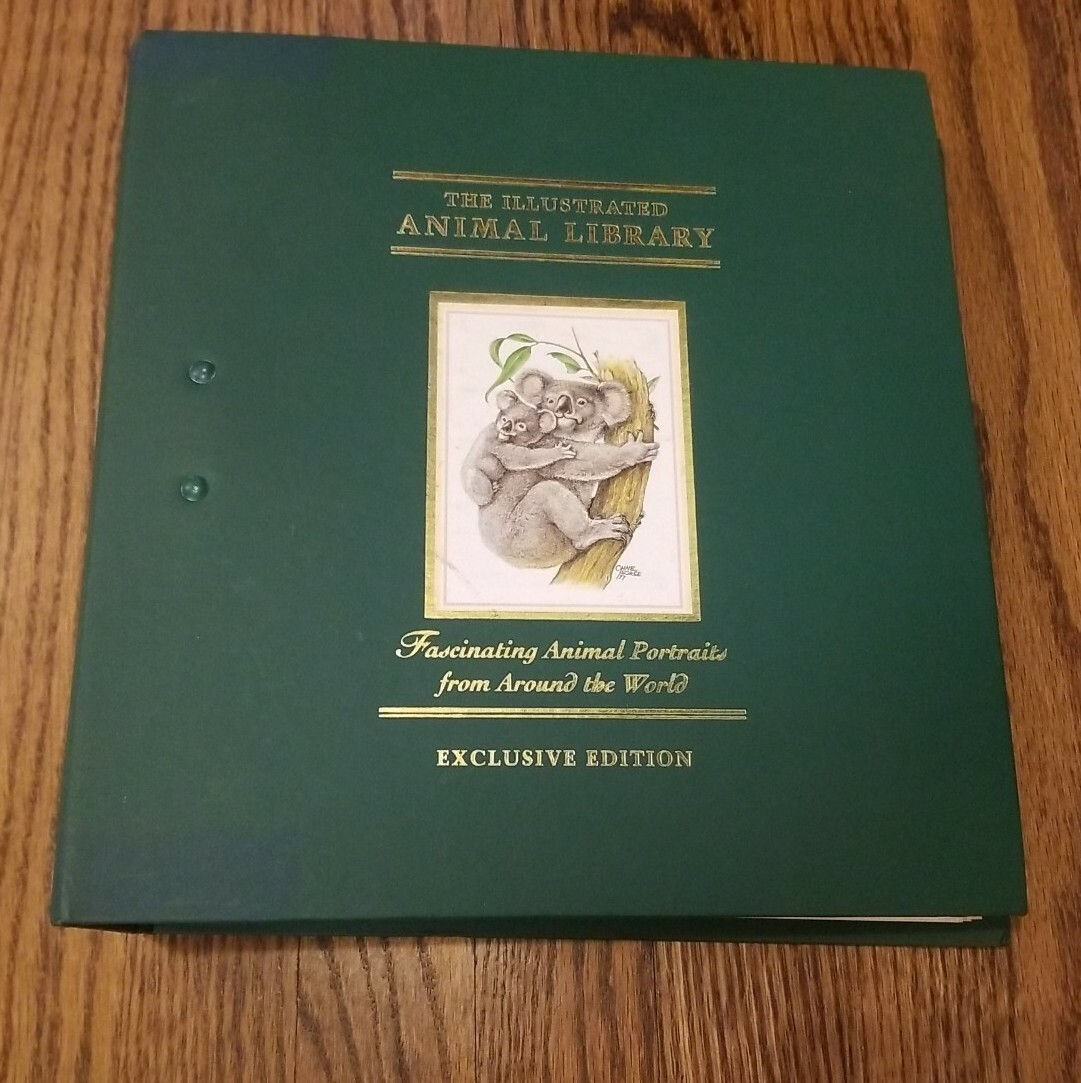 THE ILLUSTRATED
ANIMAL LIBRARY
Fascinating Animal Portraits
from Around the World
EXCLUSIVE EDITION